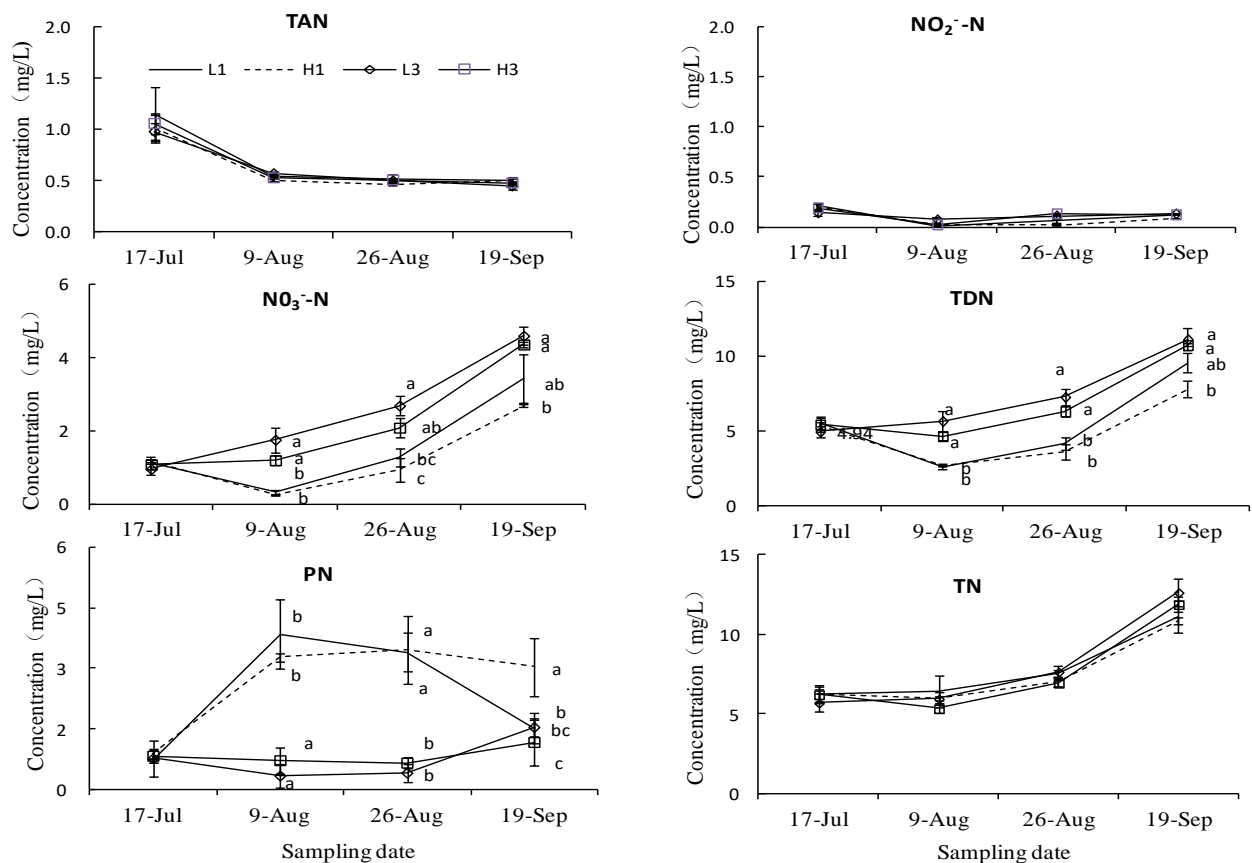 TAN
Concentration（mg/L)
2.0
1.5
1.0
0.5
0.0
L1 H1 L3 H3
17-Jul 9-Aug 26-Aug 19-Sep
NO₂⁻-N
Concentration（mg/L）
2.0
1.5
1.0
0.5
0.0
17-Jul 9-Aug 26-Aug 19-Sep
N0₃⁻-N
Concentration（mg/L）
6
4
2
0
a
a
a
ab
a
ab
b
b
bc
b
c
17-Jul 9-Aug 26-Aug 19-Sep
TDN
Concentration（mg/L）
15
10
5
0
4.94
a
a
a
ab
a
a
a
b
b
b
b
b
17-Jul 9-Aug 26-Aug 19-Sep
PN
Concentration（mg/L）
6
5
3
2
0
b
a
b
a
a
b
a
b
bc
b
c
a
17-Jul 9-Aug 26-Aug 19-Sep
Sampling date
TN
Concentration（mg/L）
15
10
5
0
17-Jul 9-Aug 26-Aug 19-Sep
Sampling date